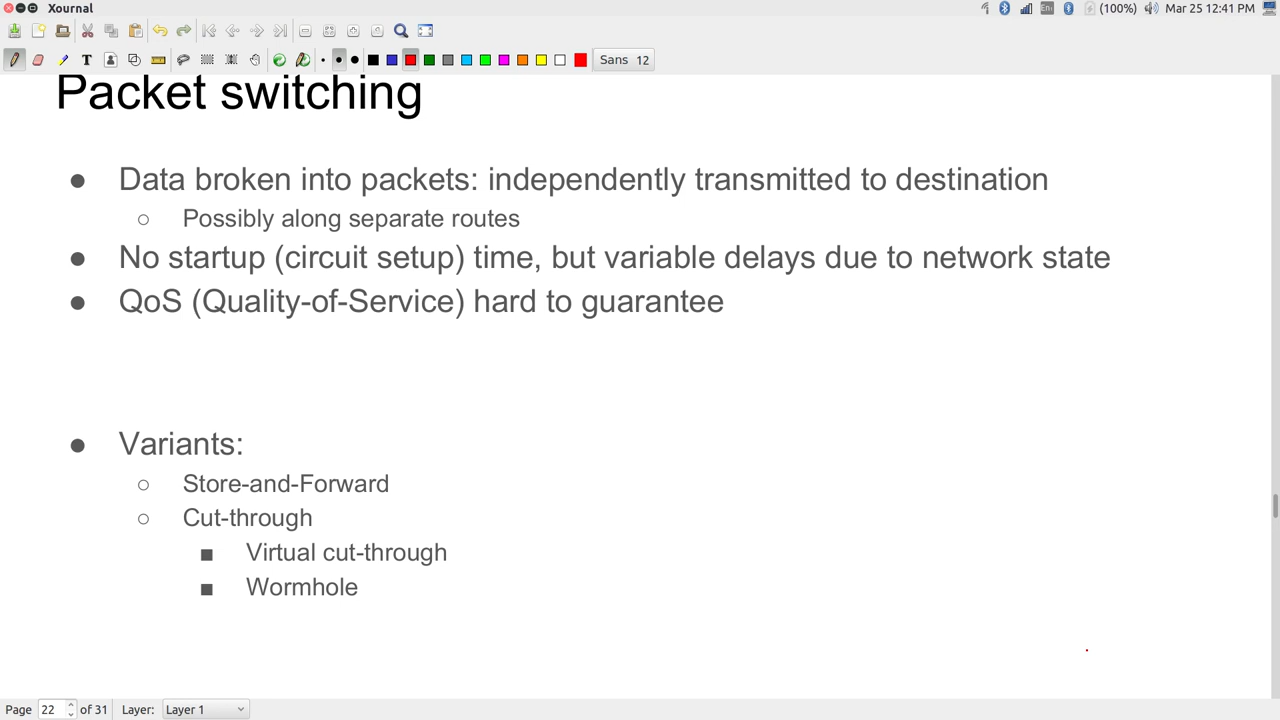 Xournal
En
(100%)
Mar 25 12:41 PM
T
Sans 12
Packet switching
● Data broken into packets: independently transmitted to destination
○ Possibly along separate routes
● No startup (circuit setup) time, but variable delays due to network state
● QoS (Quality-of-Service) hard to guarantee
● Variants:
○ Store-and-Forward
○ Cut-through
■ Virtual cut-through
■ Wormhole
Page 22 of 31 Layer: Layer 1